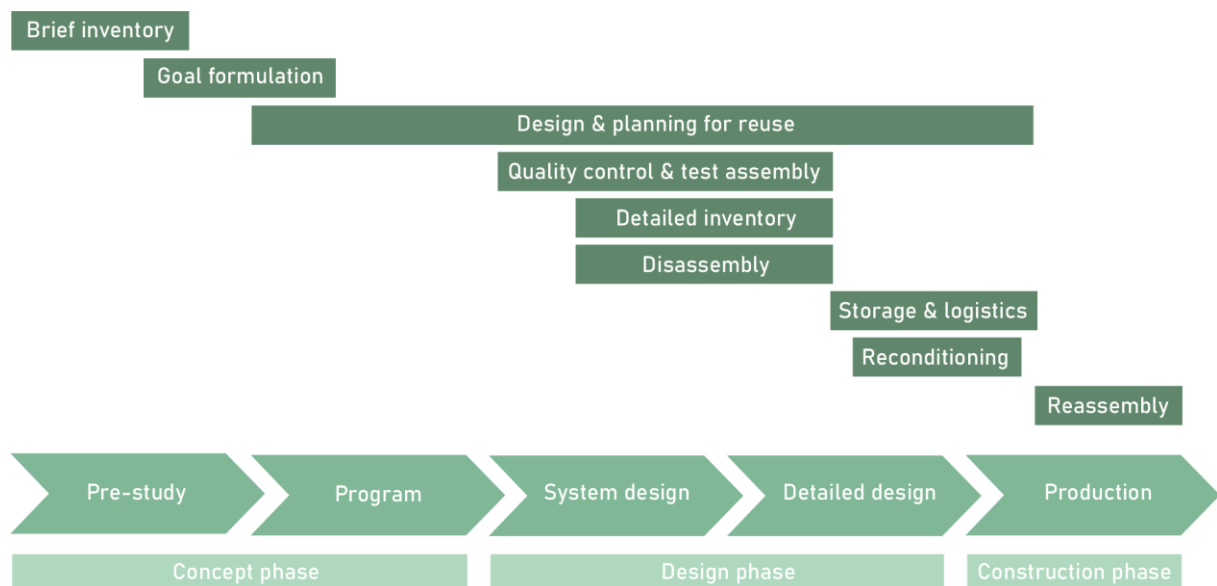 Brief inventory
Goal formulation
Design & planning for reuse
Quality control & test assembly
Detailed inventory
Disassembly
Storage & logistics
Reconditioning
Reassembly
Pre-study
Program
System design
Detailed design
Production
Concept phase
Design phase
Construction phase